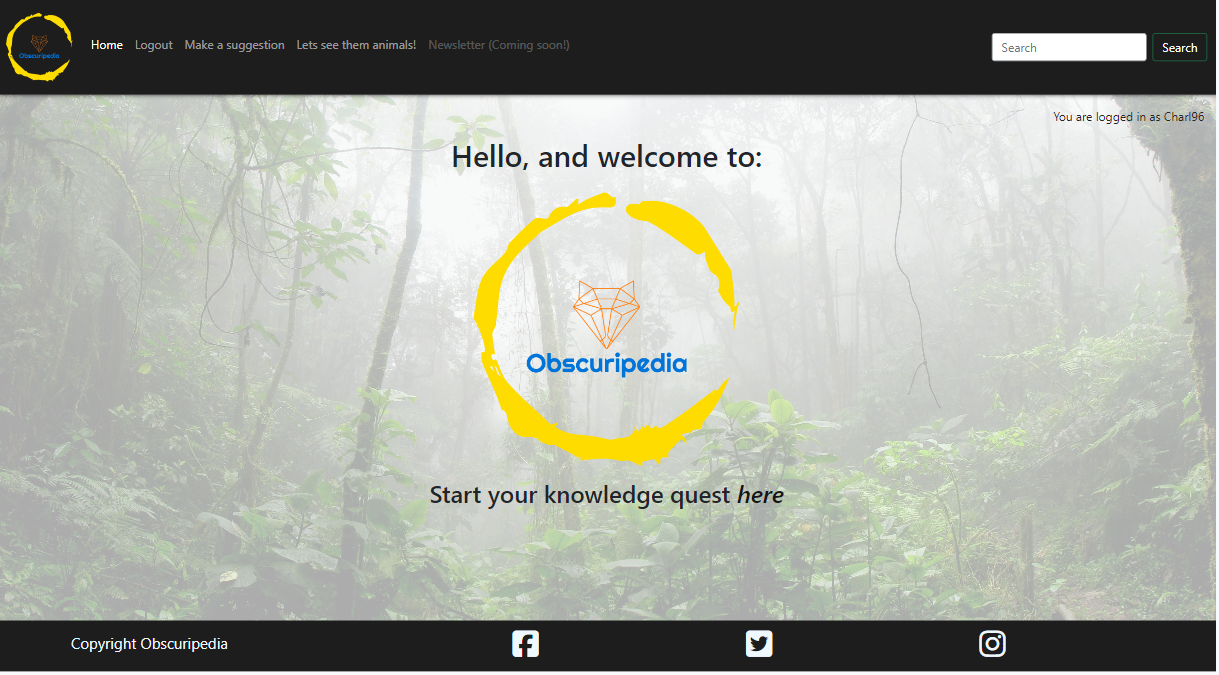 Obscuripedia
Home Logout Make a suggestion Lets see them animals! Newsletter (Coming soon!) Search Search
You are logged in as Charl96
Hello, and welcome to:
Obscuripedia
Start your knowledge quest here
Copyright Obscuripedia